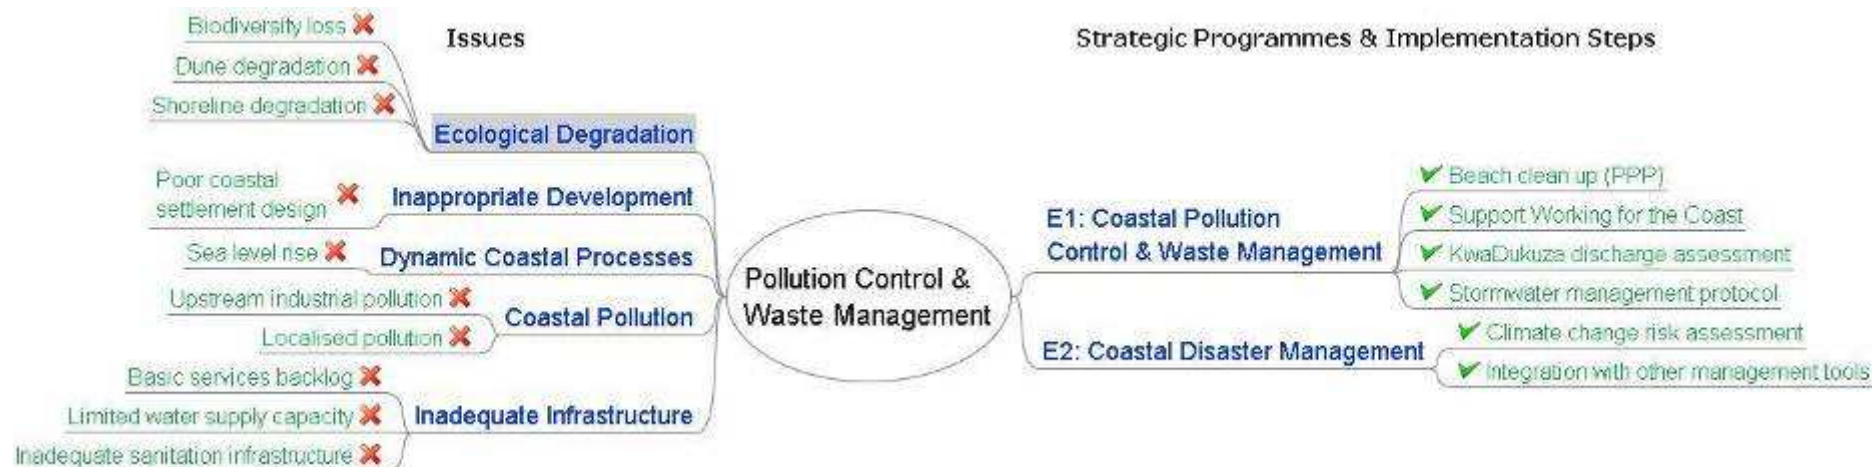 Issues
Biodiversity loss
Dune degradation
Shoreline degradation
Ecological Degradation
Poor coastal
settlement design
Inappropriate Development
Sea level rise
Dynamic Coastal Processes
Upstream industrial pollution
Localised pollution
Coastal Pollution
Basic services backlog
Limited water supply capacity
Inadequate sanitation infrastructure
Inadequate Infrastructure
Pollution Control &
Waste Management
Strategic Programmes & Implementation Steps
E1: Coastal Pollution
Control & Waste Management
Beach clean up (PPP)
Support Working for the Coast
KwaDukuza discharge assessment
Stormwater management protocol
E2: Coastal Disaster Management
Climate change risk assessment
Integration with other management tools